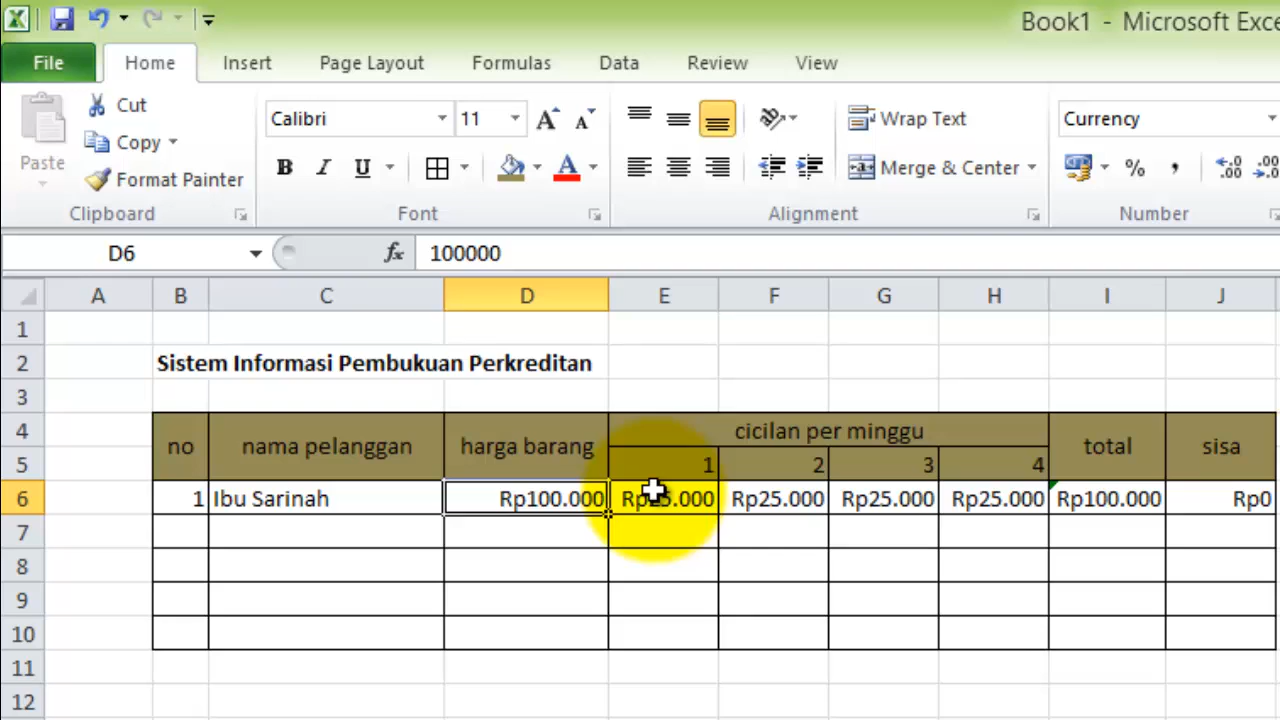 Book1 - Microsoft Exce
File Home Insert Page Layout Formulas Data Review View
Paste
Cut
Copy
Format Painter
Clipboard
Calibri 11
B I U
Font
Wrap Text
Merge & Center
Alignment
Currency
% ,
Number
D6 fx 100000
A B C D E F G H I J
1
2 Sistem Informasi Pembukuan Perkreditan
3
4 no nama pelanggan harga barang cicilan per minggu total sisa
5 1 2 3 4
6 1 Ibu Sarinah Rp100.000 Rp25.000 Rp25.000 Rp25.000 Rp100.000 Rp0
7
8
9
10
11
12